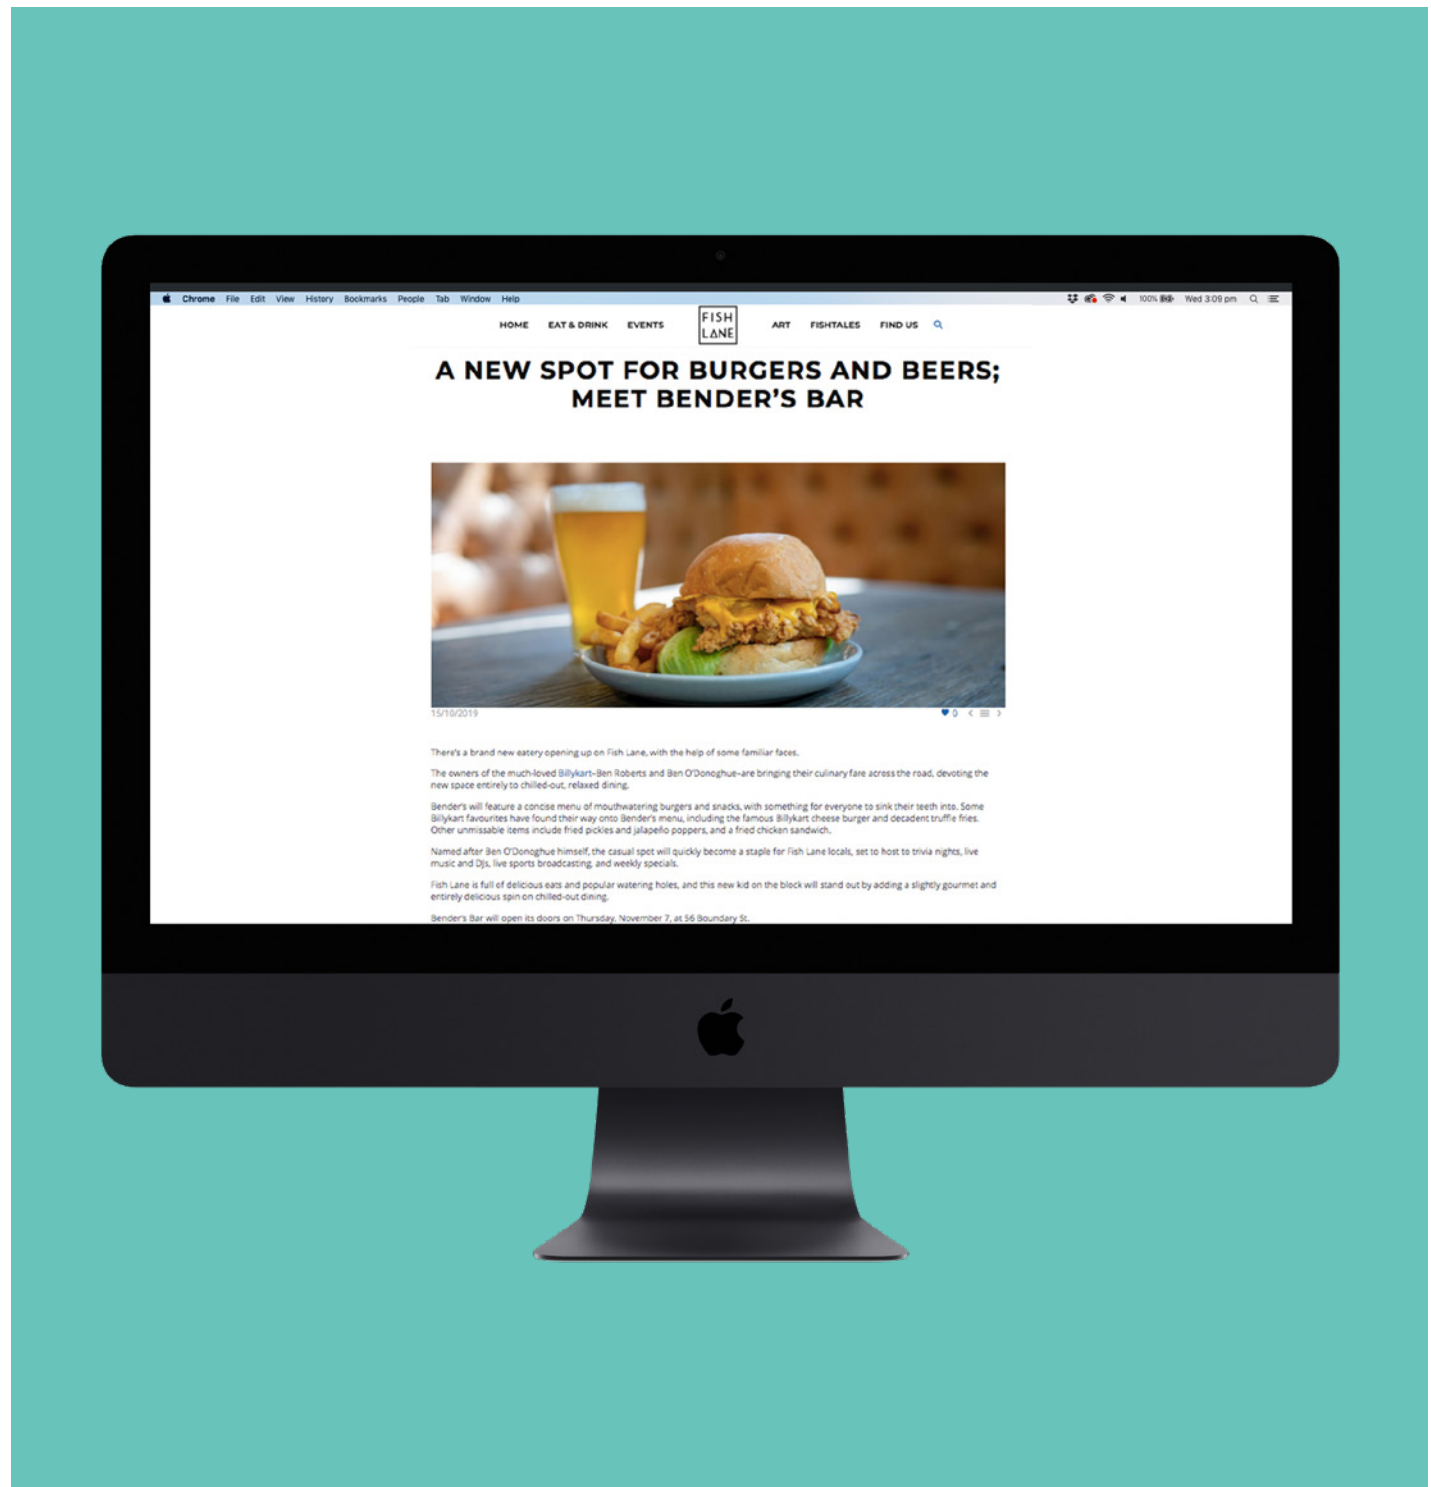 Chrome File Edit View History Bookmarks People Tab Window Help 100% Wed 3:09 pm
HOME EAT & DRINK EVENTS FISH LANE ART FISHTALES FIND US
A NEW SPOT FOR BURGERS AND BEERS;
MEET BENDER'S BAR
15/10/2019 0
There's a brand new eatery opening up on Fish Lane, with the help of some familiar faces.
The owners of the much-loved Billykart–Ben Roberts and Ben O'Donoghue–are bringing their culinary fare across the road, devoting the
new space entirely to chilled-out, relaxed dining.
Bender's will feature a concise menu of mouthwatering burgers and snacks, with something for everyone to sink their teeth into. Some
Billykart favourites have found their way onto Bender's menu, including the famous Billykart cheese burger and decadent truffle fries.
Other unmissable items include fried pickles and jalapeño poppers, and a fried chicken sandwich.
Named after Ben O'Donoghue himself, the casual spot will quickly become a staple for Fish Lane locals, set to host to trivia nights, live
music and DJs, live sports broadcasting, and weekly specials.
Fish Lane is full of delicious eats and popular watering holes, and this new kid on the block will stand out by adding a slightly gourmet and
entirely delicious spin on chilled-out dining.
Bender's Bar will open its doors on Thursday, November 7, at 56 Boundary St.